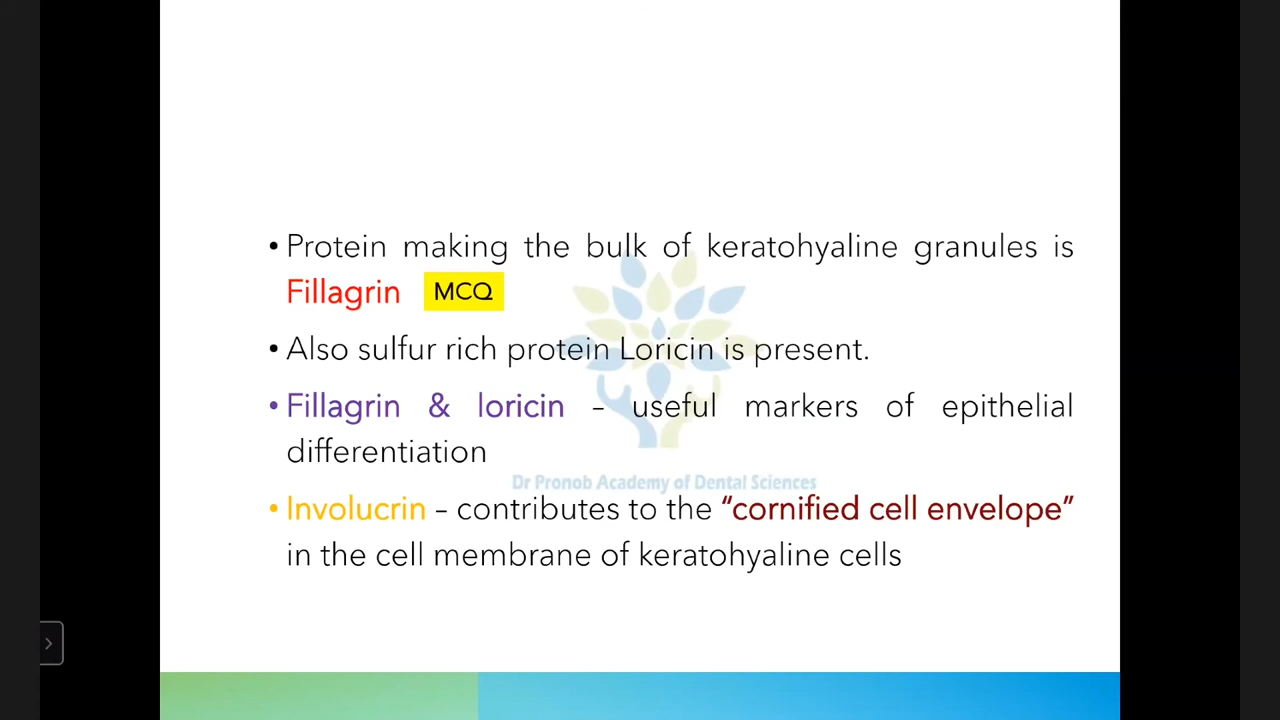 • Protein making the bulk of keratohyaline granules is
Fillagrin MCQ
• Also sulfur rich protein Loricin is present.
• Fillagrin & loricin – useful markers of epithelial
differentiation
Dr Pronob Academy of Dental Sciences
• Involucrin – contributes to the “cornified cell envelope”
in the cell membrane of keratohyaline cells